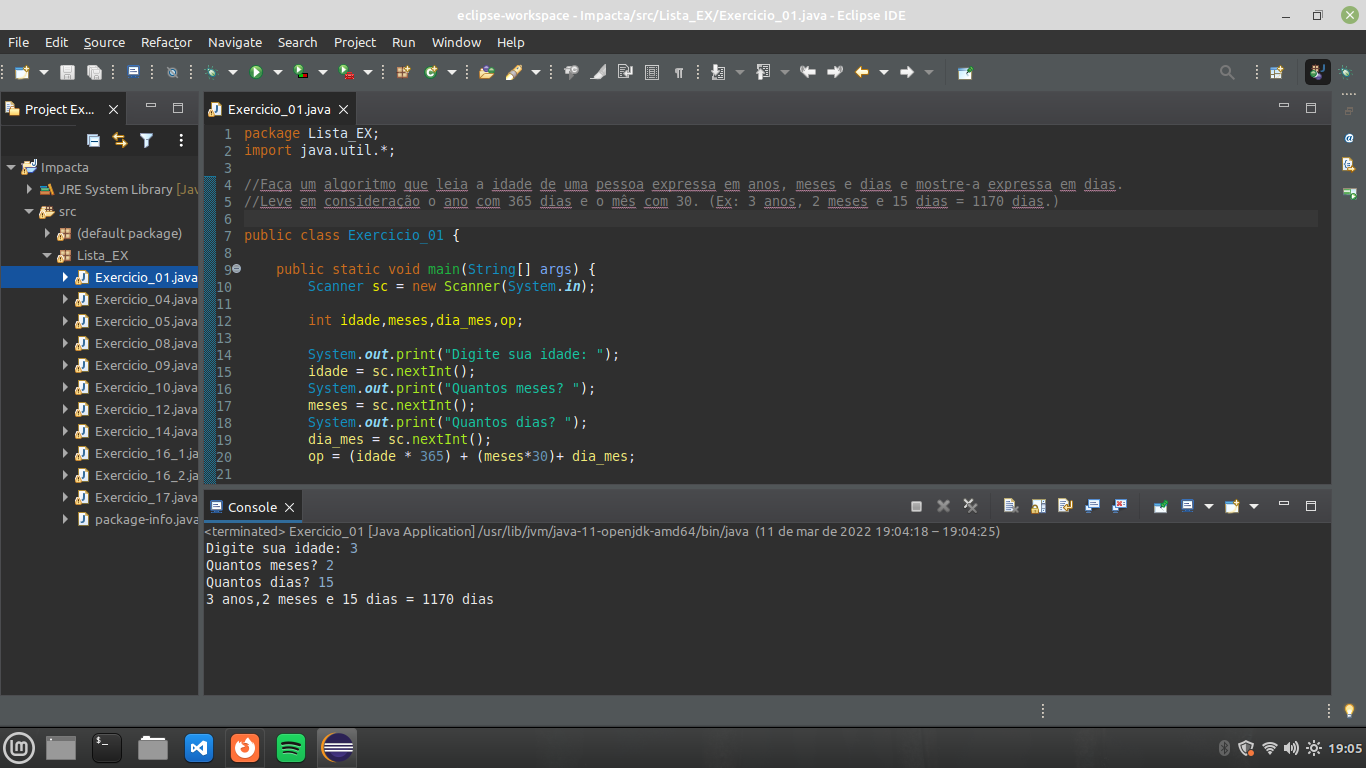 eclipse-workspace - Impacta/src/Lista_EX/Exercicio_01.java - Eclipse IDE
File Edit Source Refactor Navigate Search Project Run Window Help
Project Ex...
Impacta
JRE System Library [Jav
src
(default package)
Lista_EX
Exercicio_01.java
Exercicio_04.java
Exercicio_05.java
Exercicio_08.java
Exercicio_09.java
Exercicio_10.java
Exercicio_12.java
Exercicio_14.java
Exercicio_16_1.ja
Exercicio_16_2.ja
Exercicio_17.java
package-info.java
Exercicio_01.java
1 package Lista_EX;
2 import java.util.*;
3
4 //Faça um algoritmo que leia a idade de uma pessoa expressa em anos, meses e dias e mostre-a expressa em dias.
5 //Leve em consideração o ano com 365 dias e o mês com 30. (Ex: 3 anos, 2 meses e 15 dias = 1170 dias.)
6
7 public class Exercicio_01 {
8
9     public static void main(String[] args) {
10         Scanner sc = new Scanner(System.in);
11
12         int idade,meses,dia_mes,op;
13
14         System.out.print("Digite sua idade: ");
15         idade = sc.nextInt();
16         System.out.print("Quantos meses? ");
17         meses = sc.nextInt();
18         System.out.print("Quantos dias? ");
19         dia_mes = sc.nextInt();
20         op = (idade * 365) + (meses*30)+ dia_mes;
21
Console
<terminated> Exercicio_01 [Java Application] /usr/lib/jvm/java-11-openjdk-amd64/bin/java (11 de mar de 2022 19:04:18 – 19:04:25)
Digite sua idade: 3
Quantos meses? 2
Quantos dias? 15
3 anos,2 meses e 15 dias = 1170 dias
19:05